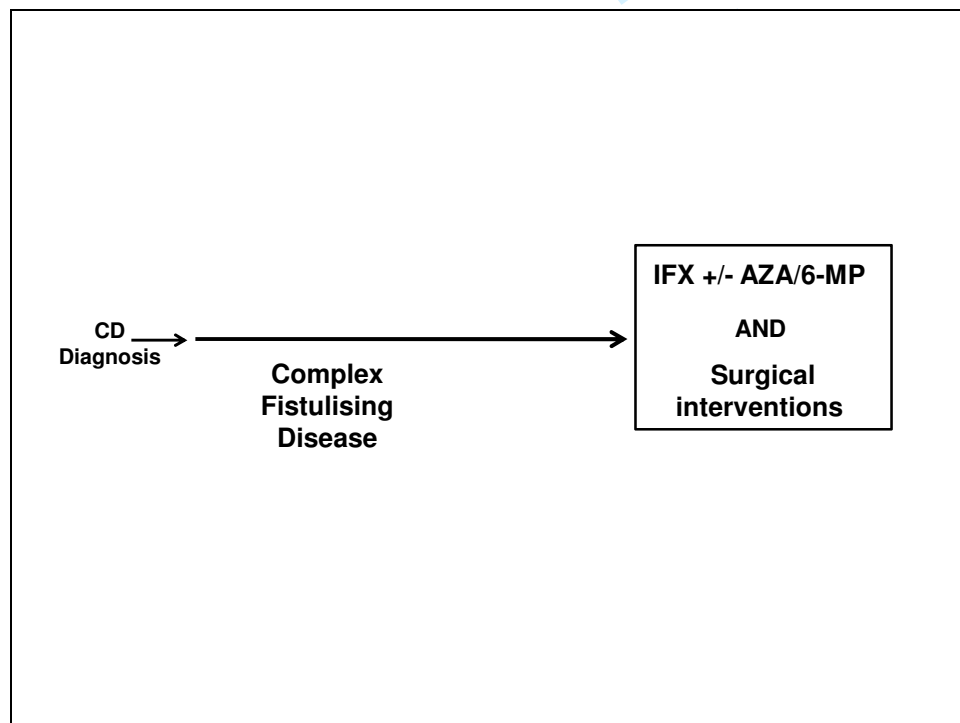 CD
Diagnosis
Complex
Fistulising
Disease
IFX +/- AZA/6-MP
AND
Surgical
interventions